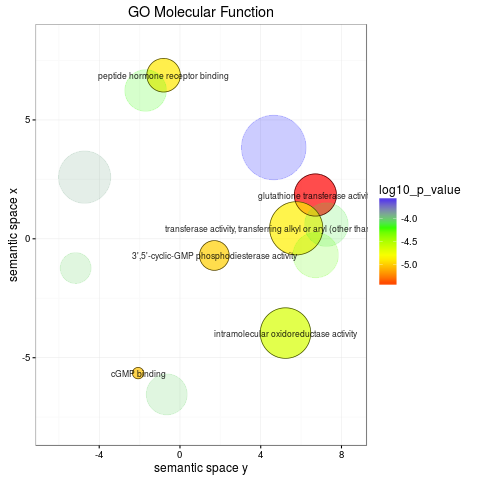 GO Molecular Function
peptide hormone receptor binding
glutathione transferase activit
transferase activity, transferring alkyl or aryl (other thar
3',5'-cyclic-GMP phosphodiesterase activity
intramolecular oxidoreductase activity
cGMP binding
semantic space x
5
0
-5
-4
0
4
8
semantic space y
log10_p_value
-4.0
-4.5
-5.0